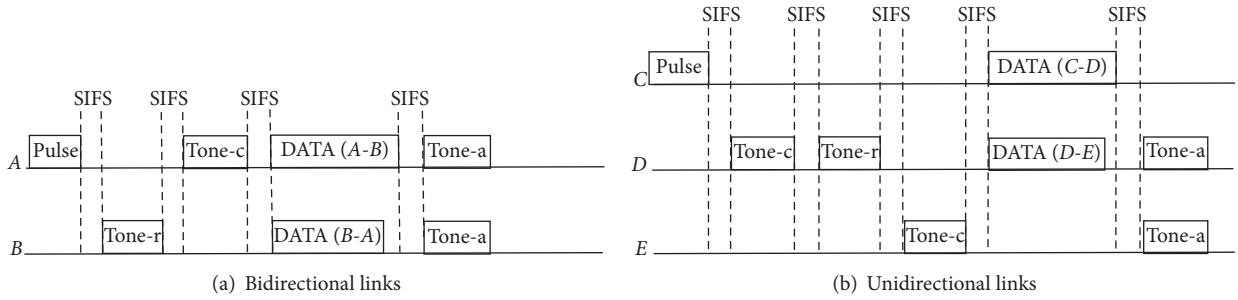 SIFS SIFS SIFS SIFS
A Pulse Tone-c DATA (A-B) Tone-a
B Tone-r DATA (B-A) Tone-a
(a) Bidirectional links
SIFS SIFS SIFS SIFS SIFS
C Pulse DATA (C-D)
D Tone-c Tone-r DATA (D-E) Tone-a
E Tone-c Tone-a
(b) Unidirectional links